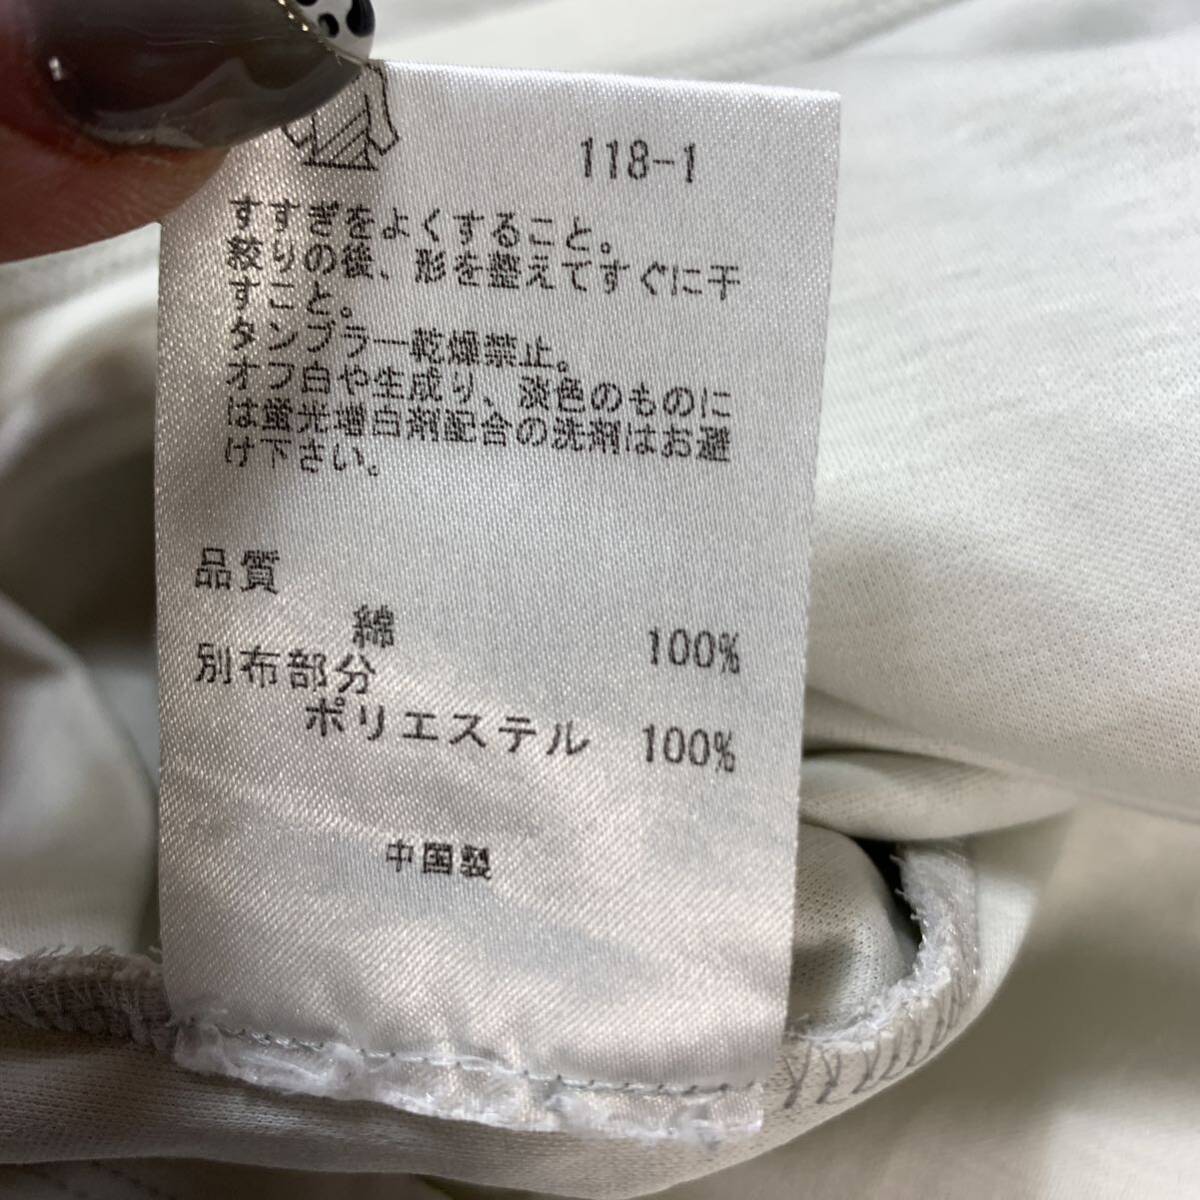 118-1
すすぎをよくすること。
絞りの後、形を整えてすぐに干
すこと。
タンブラー乾燥禁止。
オフ白や生成り、淡色のものに
は蛍光増白剤配合の洗剤はお避
け下さい。
品質
綿 100%
別布部分
ポリエステル 100%
中国製